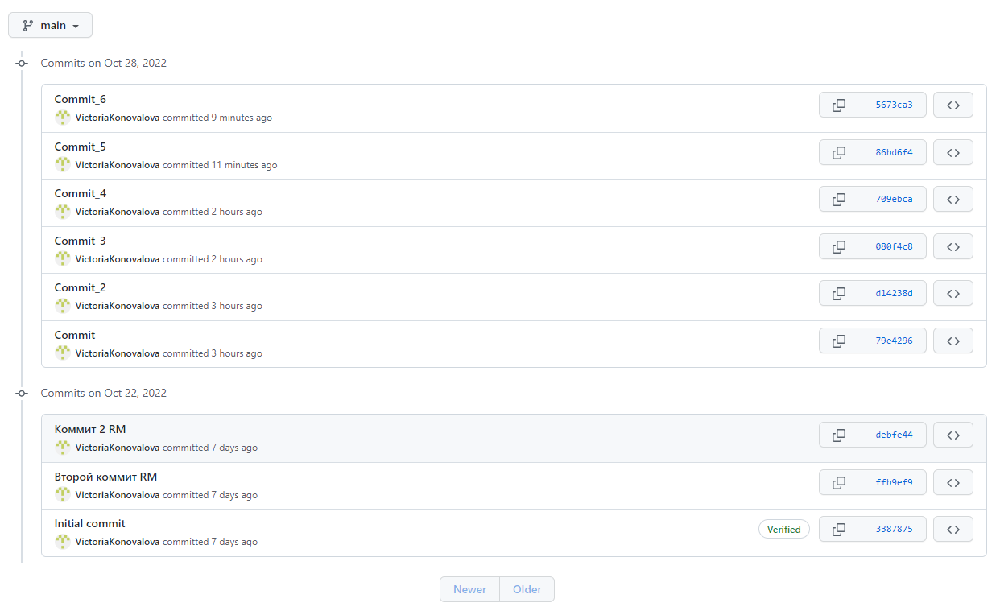 main
Commits on Oct 28, 2022
Commit_6
VictoriaKonovalova committed 9 minutes ago
5673ca3
Commit_5
VictoriaKonovalova committed 11 minutes ago
86bd6f4
Commit_4
VictoriaKonovalova committed 2 hours ago
709ebca
Commit_3
VictoriaKonovalova committed 2 hours ago
080f4c8
Commit_2
VictoriaKonovalova committed 3 hours ago
d14238d
Commit
VictoriaKonovalova committed 3 hours ago
79e4296
Commits on Oct 22, 2022
Коммит 2 RM
VictoriaKonovalova committed 7 days ago
debfe44
Второй коммит RM
VictoriaKonovalova committed 7 days ago
ffb9ef9
Initial commit
VictoriaKonovalova committed 7 days ago
Verified
3387875
Newer Older